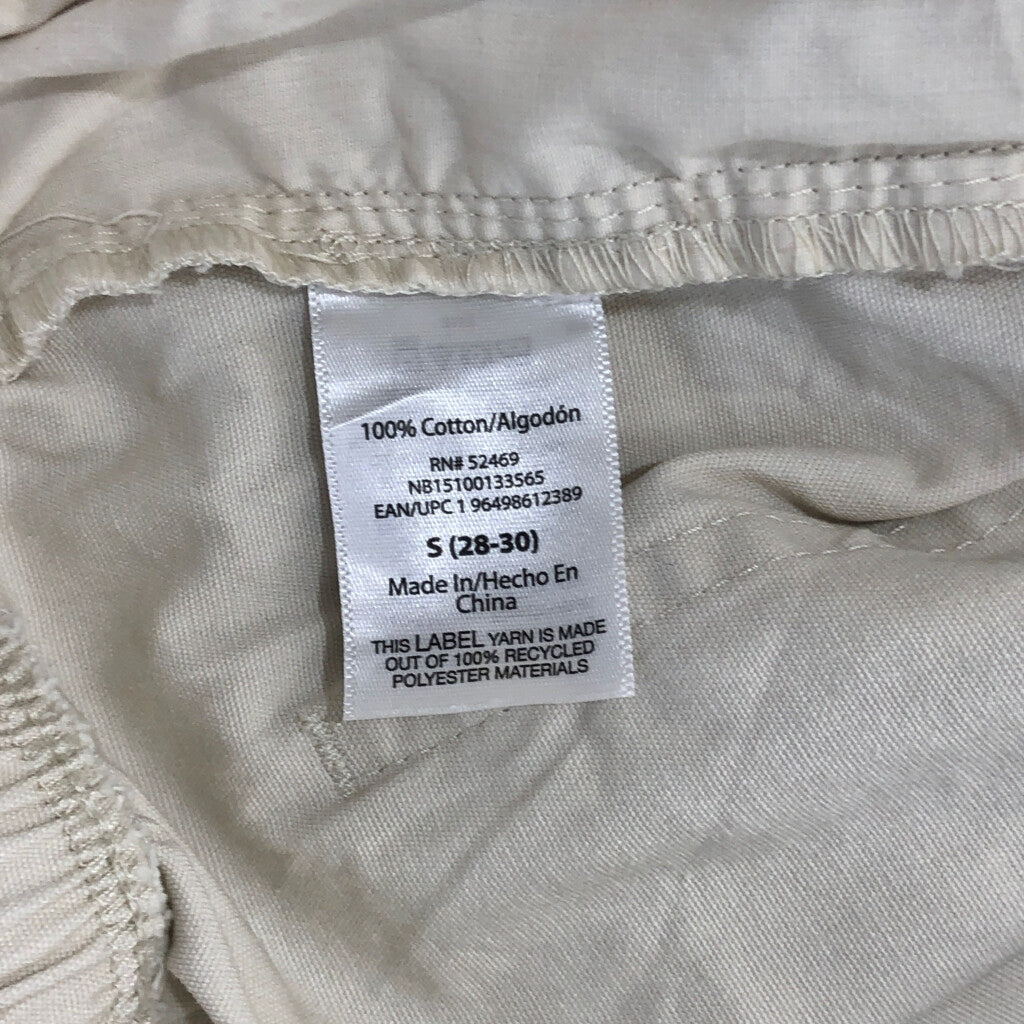 100% Cotton/Algodón
RN# 52469
NB15100133565
EAN/UPC 1 96498612389
S (28-30)
Made In/Hecho En
China
THIS LABEL YARN IS MADE
OUT OF 100% RECYCLED
POLYESTER MATERIALS